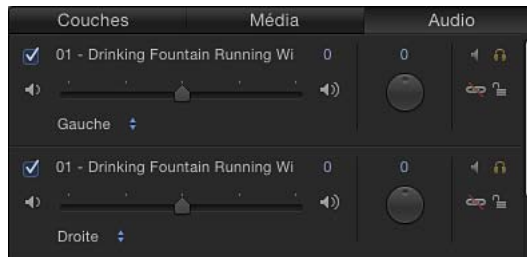 Couches Média Audio
01 - Drinking Fountain Running Wi 0 0
Gauche
01 - Drinking Fountain Running Wi 0 0
Droite